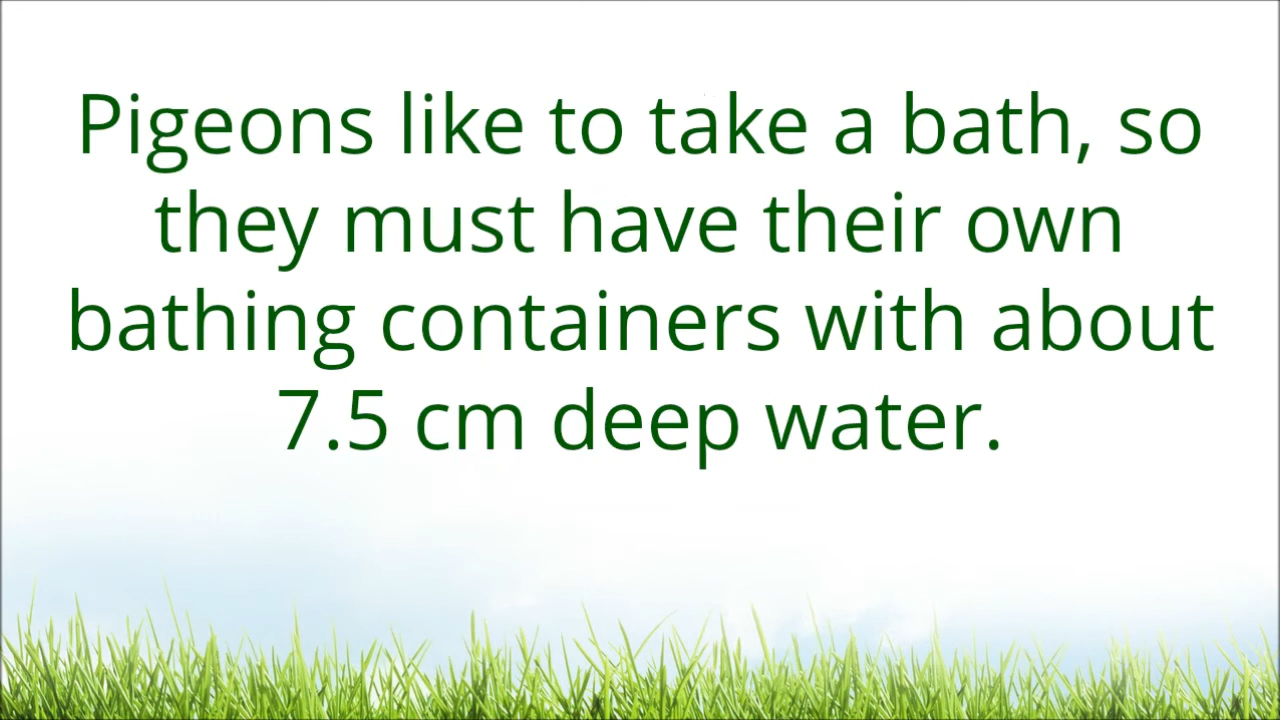 Pigeons like to take a bath, so
they must have their own
bathing containers with about
7.5 cm deep water.